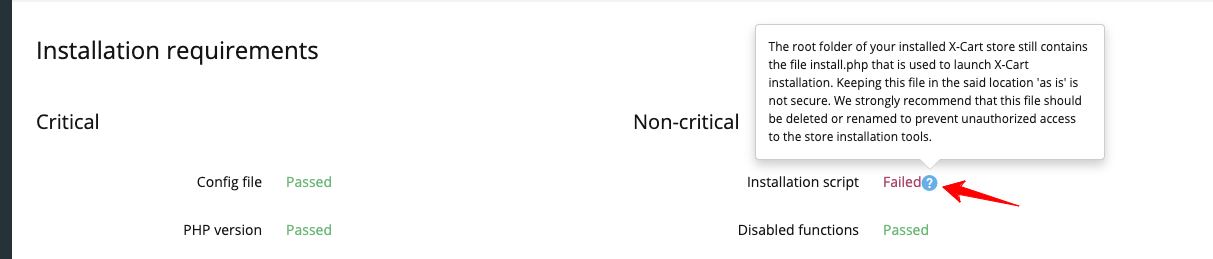 Installation requirements
The root folder of your installed X-Cart store still contains
the file install.php that is used to launch X-Cart
installation. Keeping this file in the said location 'as is' is
not secure. We strongly recommend that this file should
be deleted or renamed to prevent unauthorized access
to the store installation tools.
Critical
Non-critical
Config file Passed
Installation script Failed ?
PHP version Passed
Disabled functions Passed